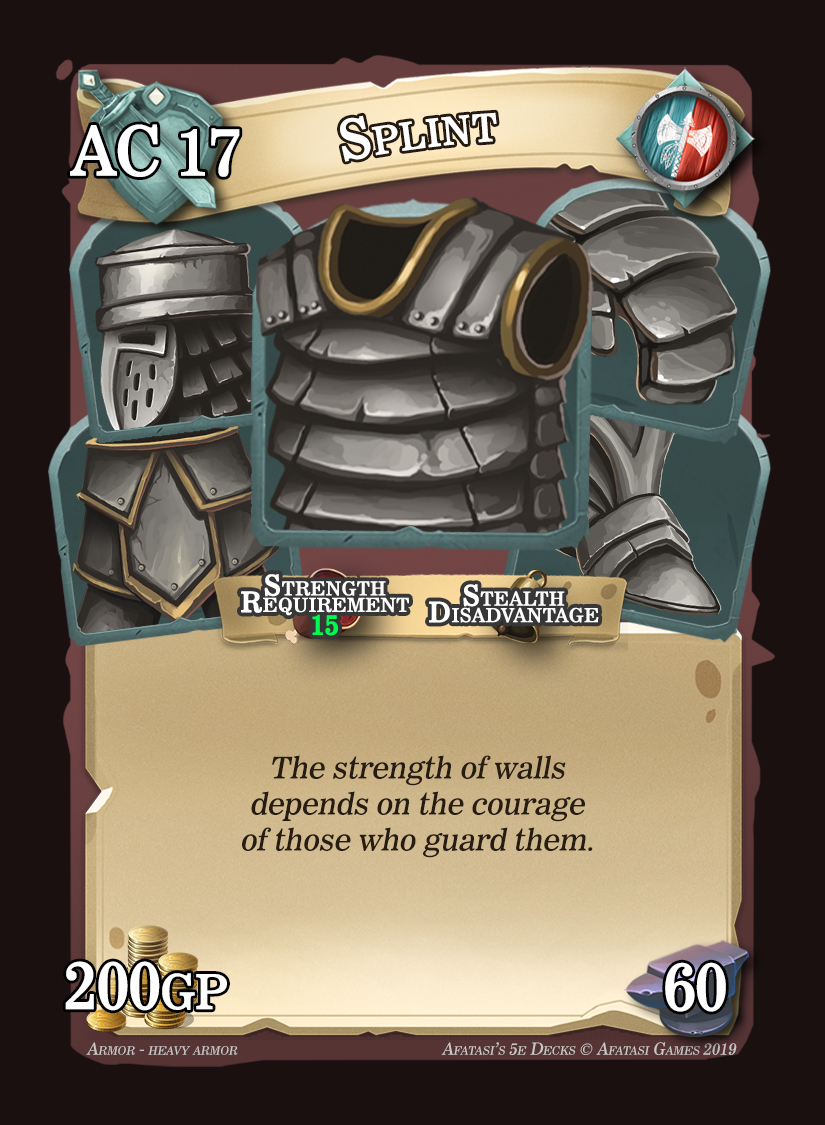 AC 17
Splint
Strength
Requirement
15
Stealth
Disadvantage
The strength of walls
depends on the courage
of those who guard them.
200GP
60
Armor - heavy armor
Afatasi's 5e Decks © Afatasi Games 2019